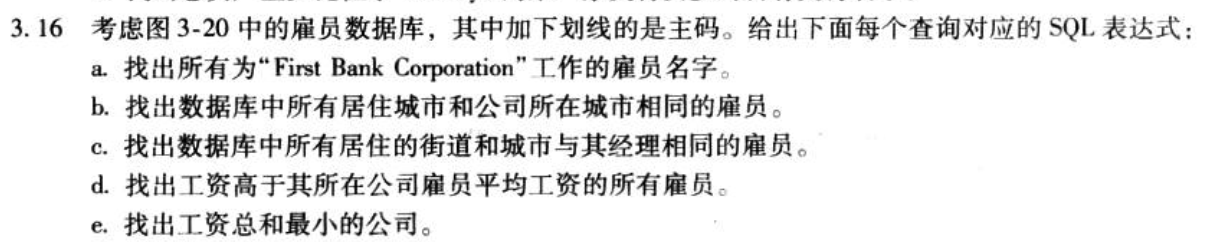 3.16 考虑图3-20中的雇员数据库，其中加下划线的是主码。给出下面每个查询对应的SQL表达式：
a. 找出所有为“First Bank Corporation”工作的雇员名字。
b. 找出数据库中所有居住城市和公司所在城市相同的雇员。
c. 找出数据库中所有居住的街道和城市与其经理相同的雇员。
d. 找出工资高于其所在公司雇员平均工资的所有雇员。
e. 找出工资总和最小的公司。